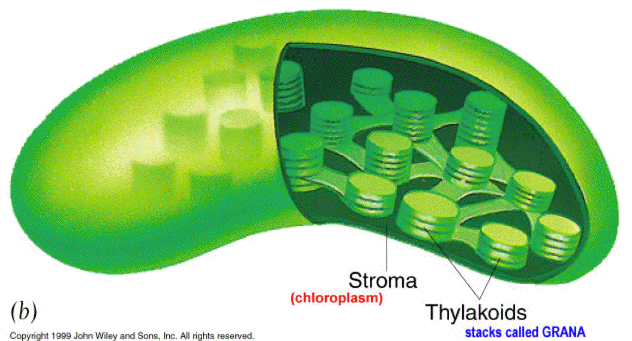 Stroma
(chloroplasm)
Thylakoids
stacks called GRANA
(b)
Copyright 1999 John Wiley and Sons, Inc. All rights reserved.